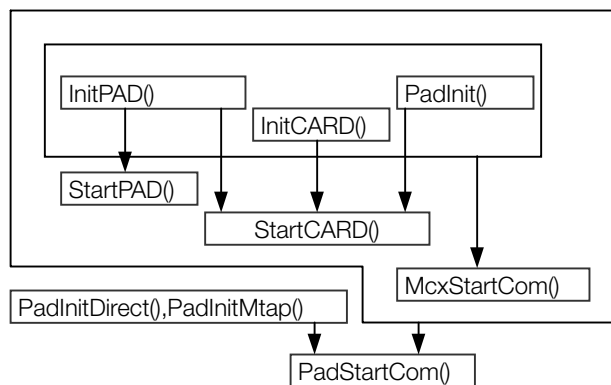 InitPAD()
PadInit()
InitCARD()
StartPAD()
StartCARD()
McxStartCom()
PadInitDirect(),PadInitMtap()
PadStartCom()